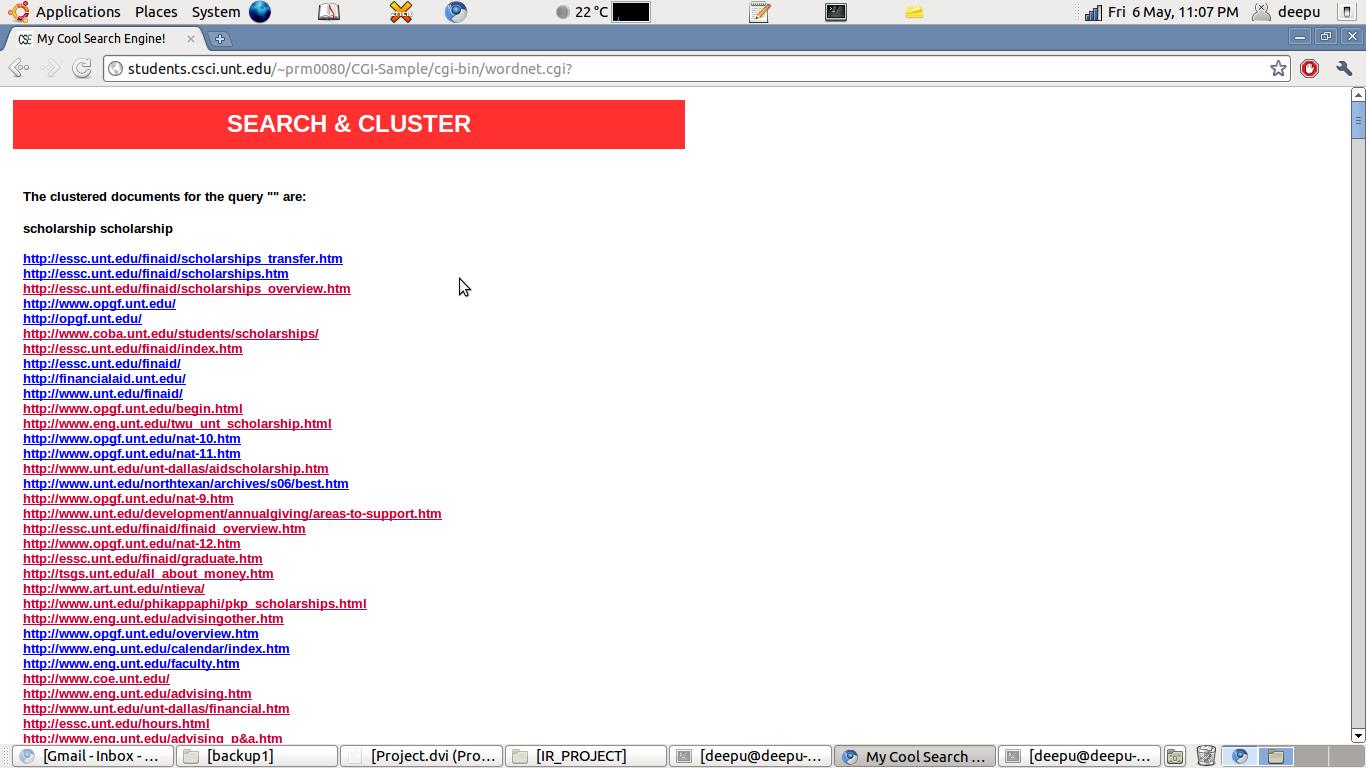 Applications Places System 22 °C Fri 6 May, 11:07 PM deepu
CSE My Cool Search Engine!
students.csci.unt.edu/~prm0080/CGI-Sample/cgi-bin/wordnet.cgi?
SEARCH & CLUSTER
The clustered documents for the query "" are:
scholarship scholarship
http://essc.unt.edu/finaid/scholarships_transfer.htm
http://essc.unt.edu/finaid/scholarships.htm
http://essc.unt.edu/finaid/scholarships_overview.htm
http://www.opgf.unt.edu/
http://opgf.unt.edu/
http://www.coba.unt.edu/students/scholarships/
http://essc.unt.edu/finaid/index.htm
http://essc.unt.edu/finaid/
http://financialaid.unt.edu/
http://www.unt.edu/finaid/
http://www.opgf.unt.edu/begin.html
http://www.eng.unt.edu/twu_unt_scholarship.html
http://www.opgf.unt.edu/nat-10.htm
http://www.opgf.unt.edu/nat-11.htm
http://www.unt.edu/unt-dallas/aidscholarship.htm
http://www.unt.edu/northtexan/archives/s06/best.htm
http://www.opgf.unt.edu/nat-9.htm
http://www.unt.edu/development/annualgiving/areas-to-support.htm
http://essc.unt.edu/finaid/finaid_overview.htm
http://www.opgf.unt.edu/nat-12.htm
http://essc.unt.edu/finaid/graduate.htm
http://tsgs.unt.edu/all_about_money.htm
http://www.art.unt.edu/ntieva/
http://www.unt.edu/phikappaphi/pkp_scholarships.html
http://www.eng.unt.edu/advisingother.htm
http://www.opgf.unt.edu/overview.htm
http://www.eng.unt.edu/calendar/index.htm
http://www.eng.unt.edu/faculty.htm
http://www.coe.unt.edu/
http://www.eng.unt.edu/advising.htm
http://www.unt.edu/unt-dallas/financial.htm
http://essc.unt.edu/hours.html
http://www.eng.unt.edu/advising_p&a.htm
[Gmail - Inbox - ... [backup1] [Project.dvi (Pro... [IR_PROJECT] [deepu@deepu-... My Cool Search ... [deepu@deepu-...